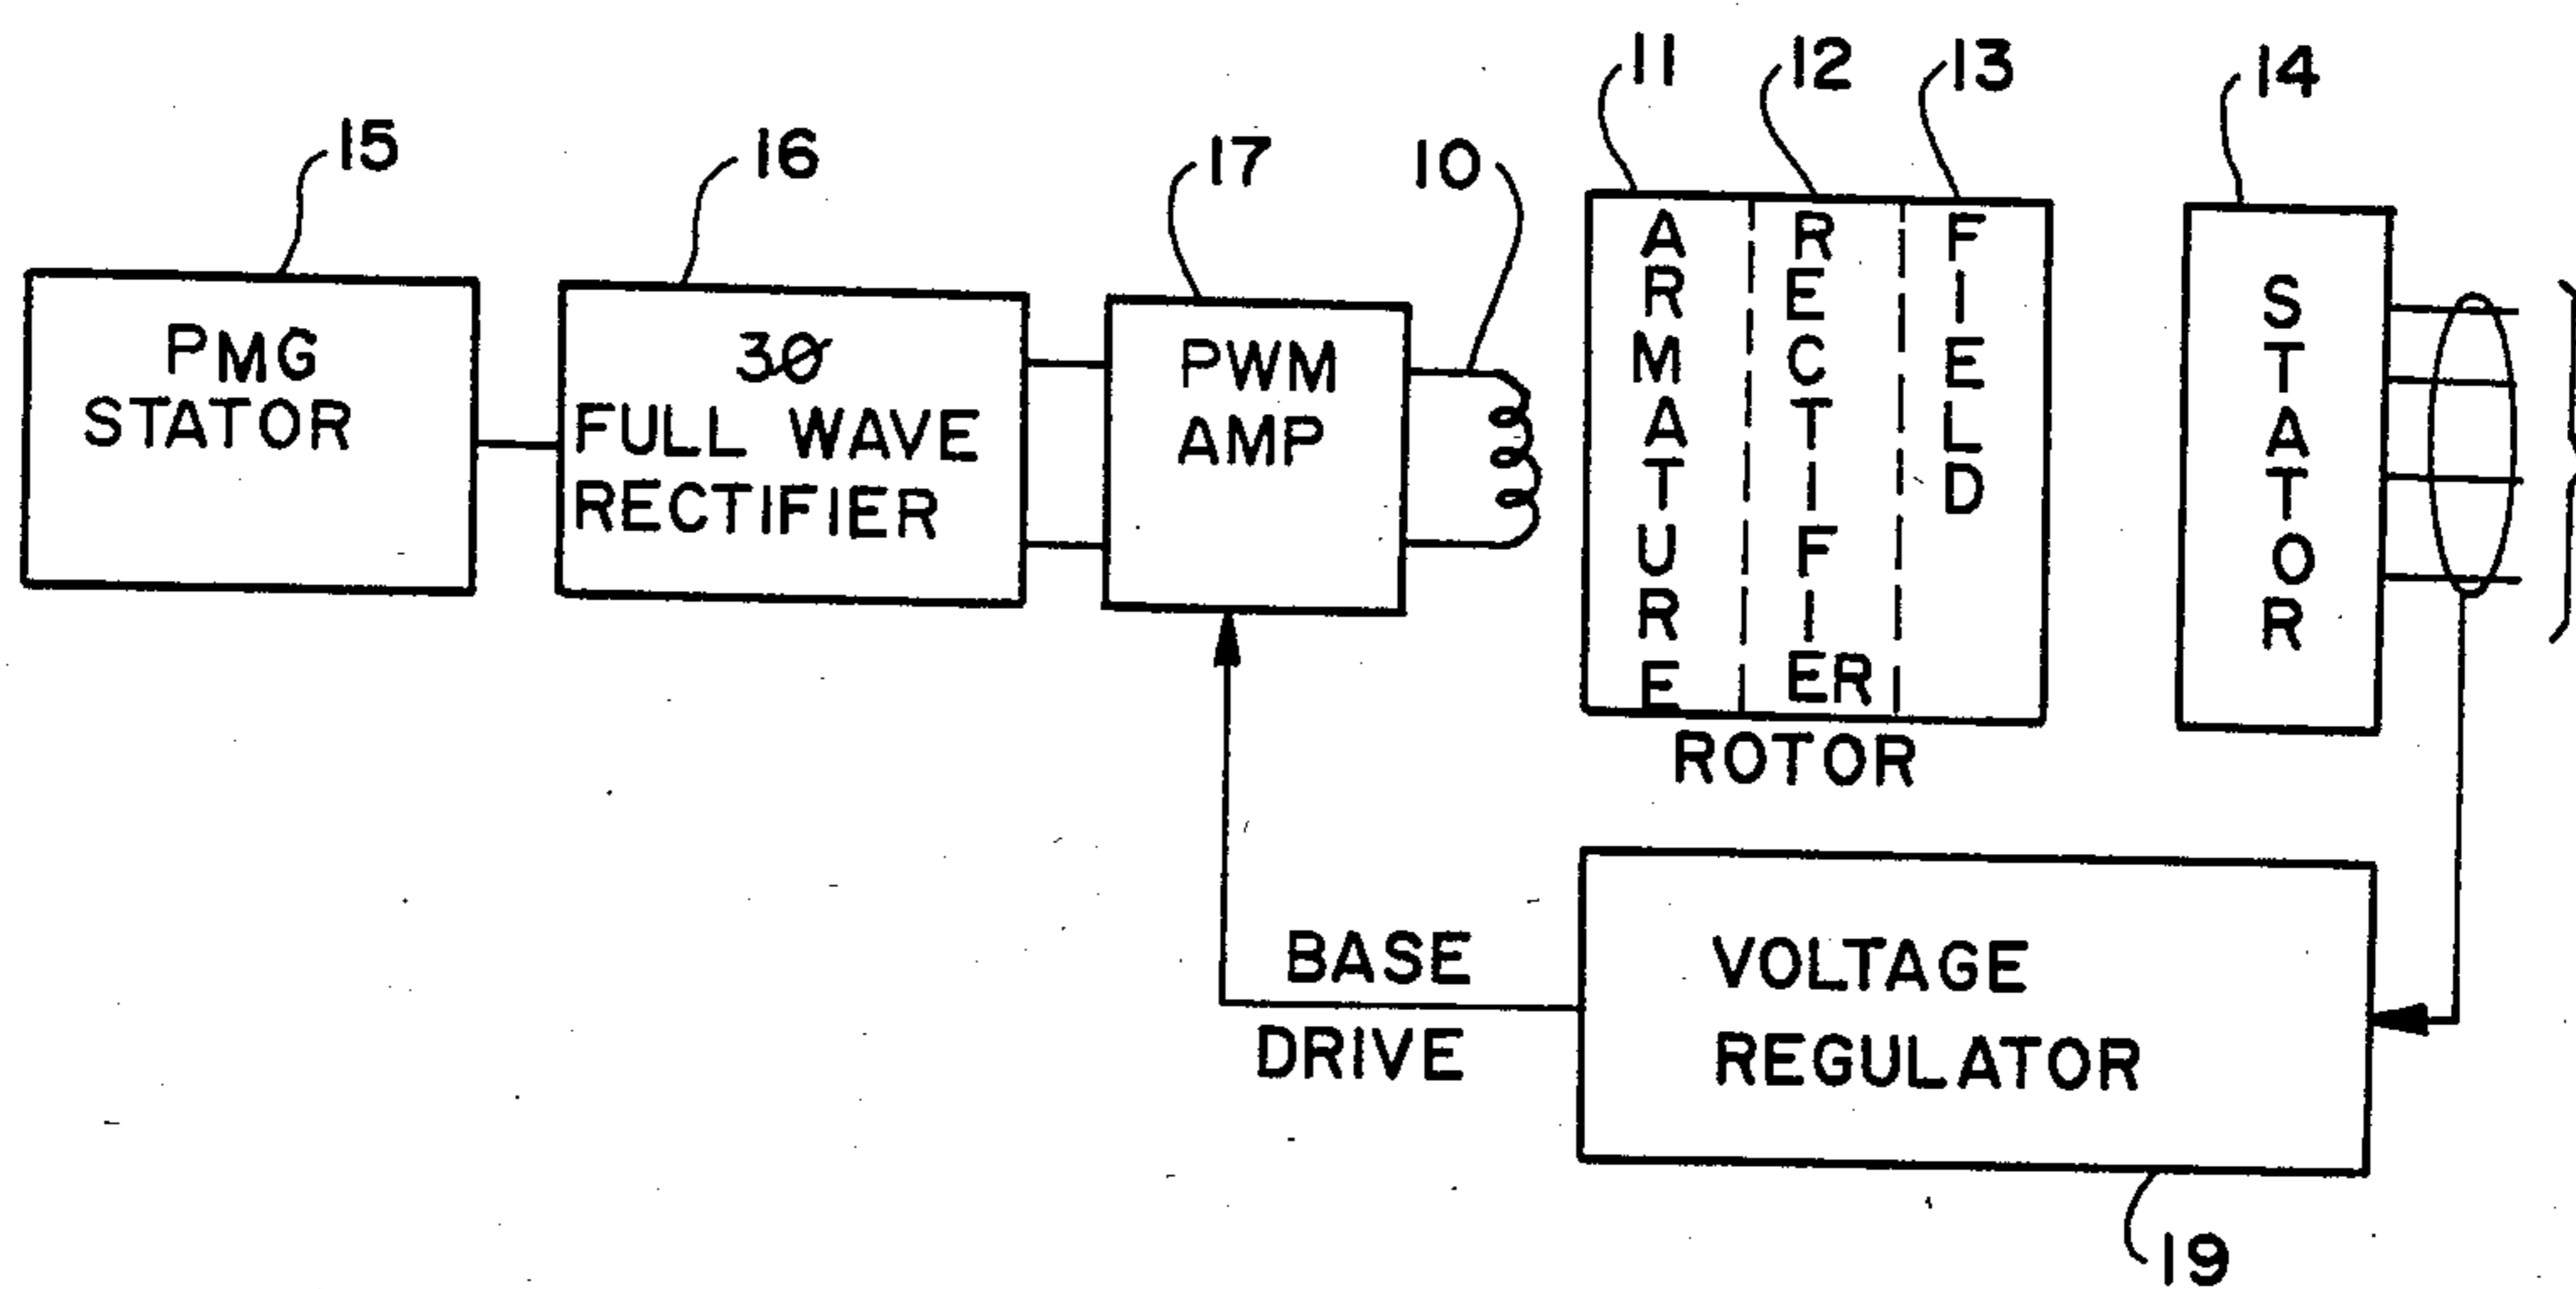 15
16
17
10
11
12
13
14
PMG
STATOR
3Ø
FULL WAVE
RECTIFIER
PWM
AMP
ARMATURE
RECTIFIER
FIELD
ROTOR
STATOR
BASE
DRIVE
VOLTAGE
REGULATOR
19